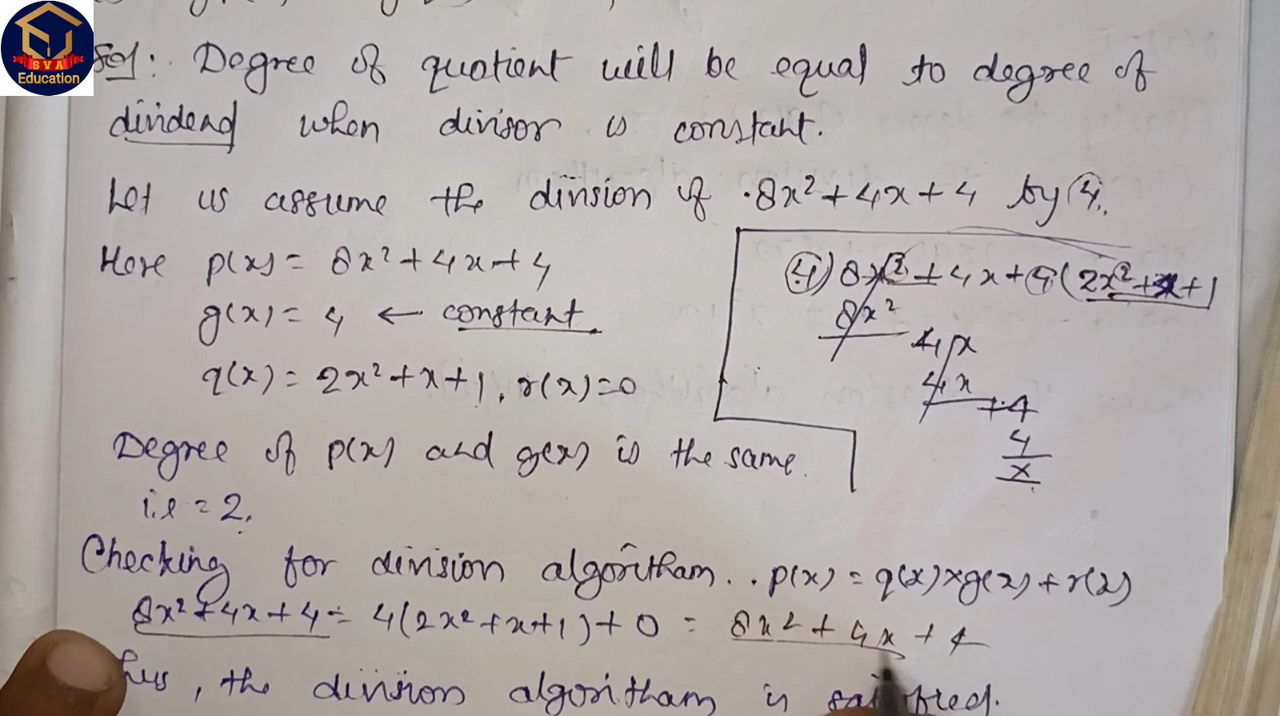 SVA
Education
Sol: Degree of quotient will be equal to degree of
dividend when divisor is constant.
Let us assume the division of 8x² + 4x + 4 by 4.
Here p(x) = 8x² + 4x + 4
g(x) = 4 ← constant
q(x) = 2x² + x + 1, r(x) = 0
4) 8x² + 4x + 4 ( 2x² + x + 1
8x²
4x
4x
+4
4
x
Degree of p(x) and g(x) is the same.
i.e = 2.
Checking for division algoritham. p(x) = q(x) × g(x) + r(x)
8x² + 4x + 4 = 4(2x² + x + 1) + 0 = 8x² + 4x + 4
, the division algoritham is satisfied.